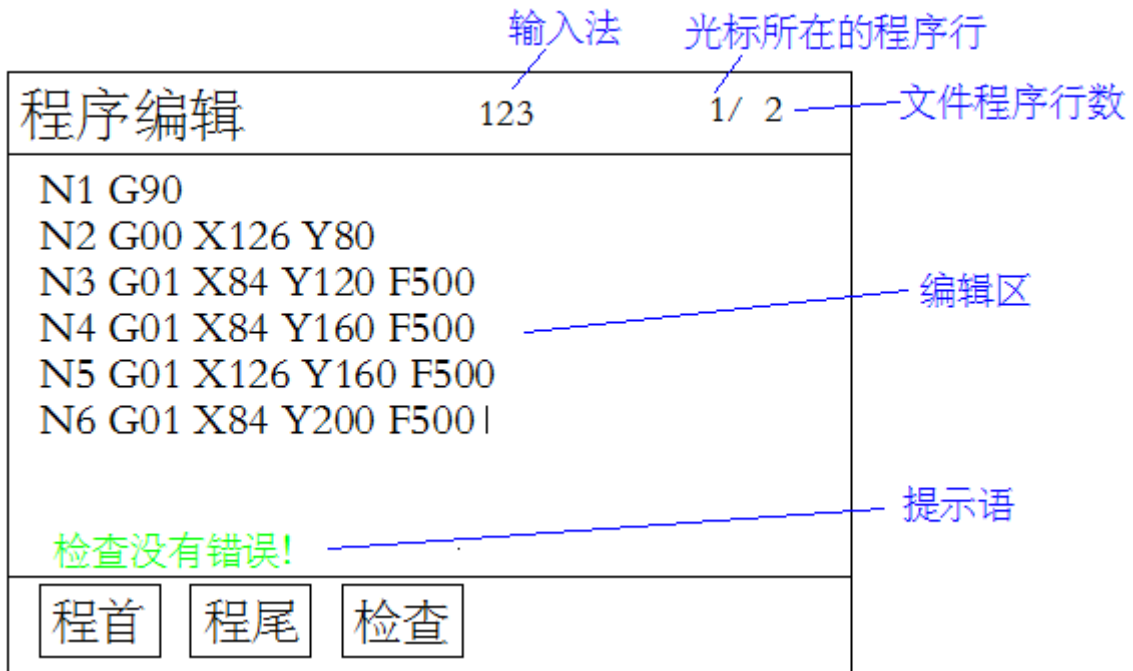 输入法 光标所在的程序行
程序编辑 123 1/ 2 文件程序行数
N1 G90
N2 G00 X126 Y80
N3 G01 X84 Y120 F500
编辑区
N4 G01 X84 Y160 F500
N5 G01 X126 Y160 F500
N6 G01 X84 Y200 F500|
提示语
检查没有错误!
程首 程尾 检查